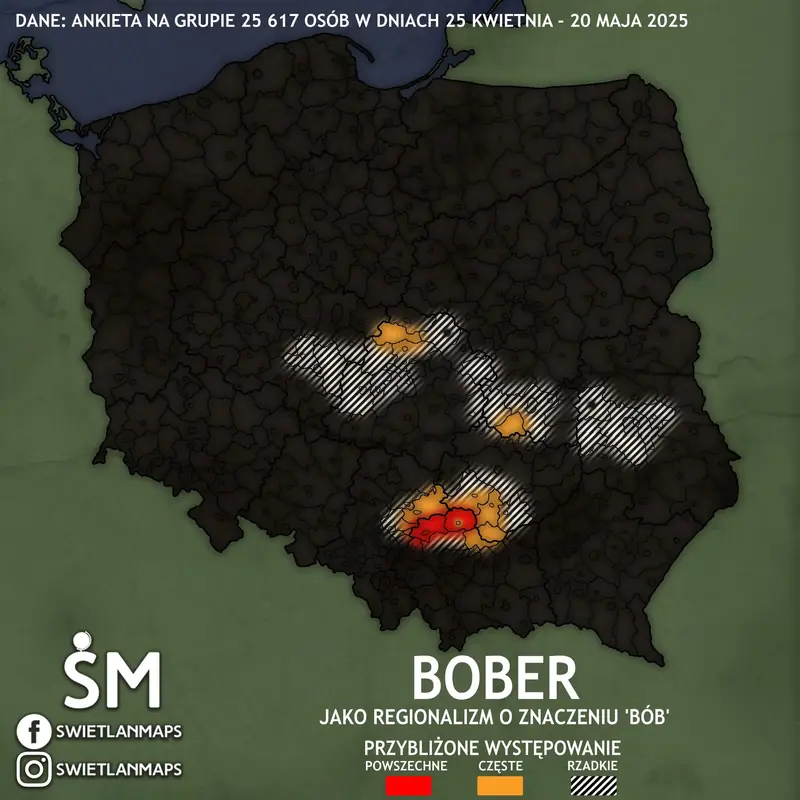 DANE: ANKIETA NA GRUPIE 25 617 OSÓB W DNIACH 25 KWIETNIA - 20 MAJA 2025
ŚM
SWIETLANMAPS
SWIETLANMAPS
BOBER
JAKO REGIONALIZM O ZNACZENIU 'BÓB'
PRZYBLIŻONE WYSTĘPOWANIE
POWSZECHNE CZĘSTE RZADKIE